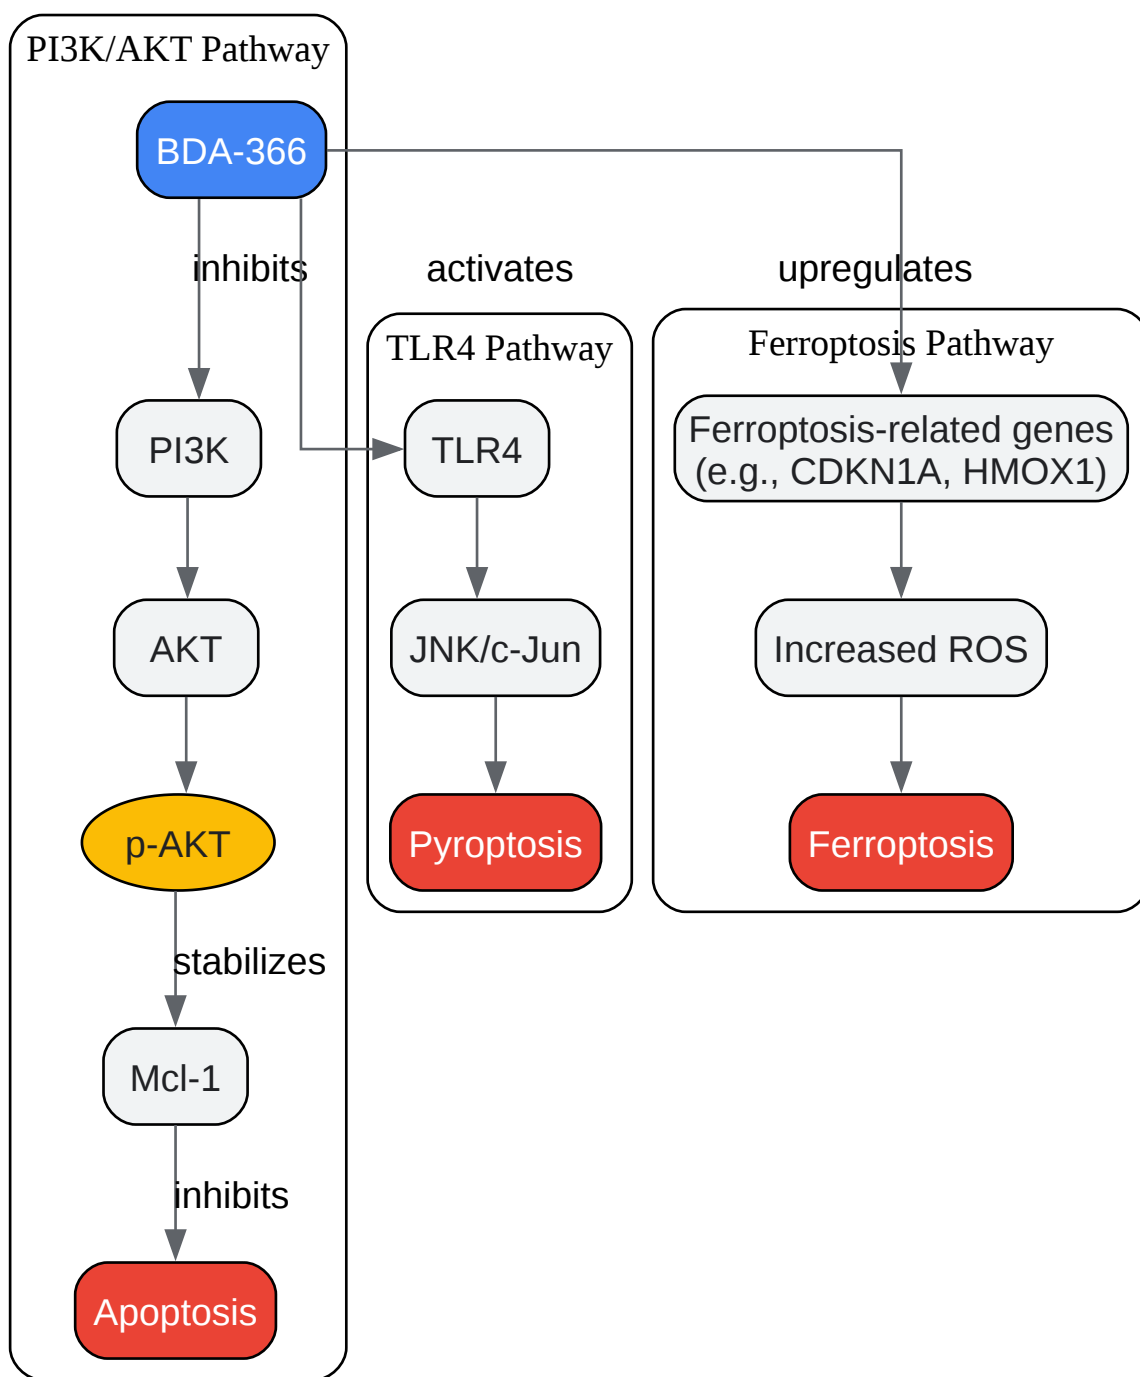 PI3K/AKT Pathway
BDA-366
inhibits
activates
upregulates
TLR4 Pathway
Ferroptosis Pathway
PI3K
TLR4
Ferroptosis-related genes
(e.g., CDKN1A, HMOX1)
AKT
JNK/c-Jun
Increased ROS
p-AKT
Pyroptosis
Ferroptosis
stabilizes
Mcl-1
inhibits
Apoptosis